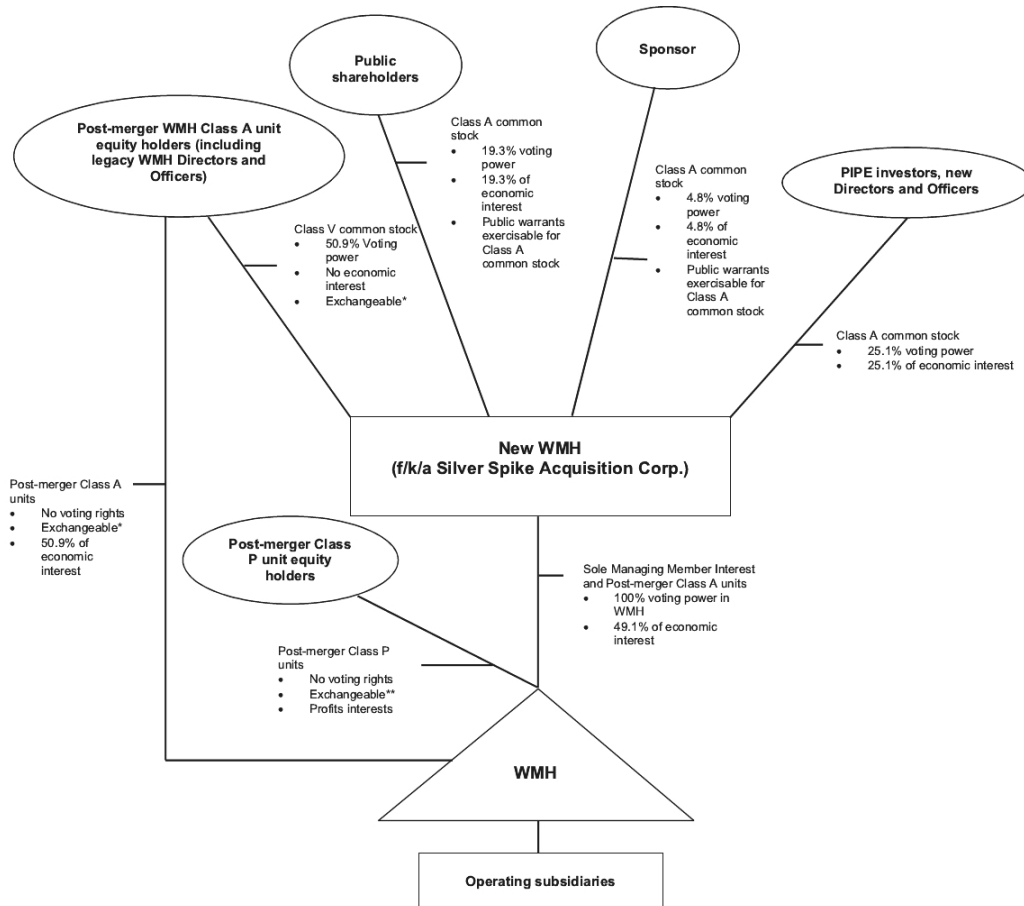 Public
shareholders
Sponsor
Post-merger WMH Class A unit
equity holders (including
legacy WMH Directors and
Officers)
PIPE investors, new
Directors and Officers
Class A common
stock
• 19.3% voting
power
• 19.3% of
economic
interest
• Public warrants
exercisable for
Class A
common stock
Class A common
stock
• 4.8% voting
power
• 4.8% of
economic
interest
• Public warrants
exercisable for
Class A
common stock
Class V common stock
• 50.9% Voting
power
• No economic
interest
• Exchangeable*
Class A common stock
• 25.1% voting power
• 25.1% of economic interest
New WMH
(f/k/a Silver Spike Acquisition Corp.)
Post-merger Class A
units
• No voting rights
• Exchangeable*
• 50.9% of
economic
interest
Post-merger Class
P unit equity
holders
Sole Managing Member Interest
and Post-merger Class A units
• 100% voting power in
WMH
• 49.1% of economic
interest
Post-merger Class P
units
• No voting rights
• Exchangeable**
• Profits interests
WMH
Operating subsidiaries